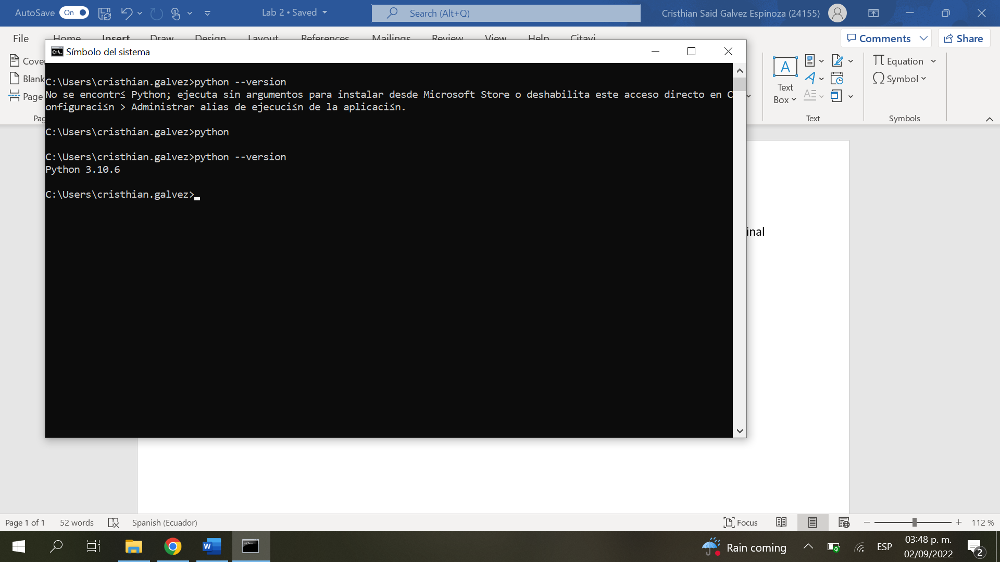 AutoSave On Lab 2 • Saved Search (Alt+Q) Cristhian Said Galvez Espinoza (24155)
File Home Insert Draw Design Layout References Mailings Review View Help Citavi Comments Share
Símbolo del sistema
Cover
Blank
Page
Text
Box
Equation
Symbol
Text
Symbols
C:\Users\cristhian.galvez>python --version
No se encontr≤ Python; ejecuta sin argumentos para instalar desde Microsoft Store o deshabilita este acceso directo en C
onfiguraci≤n > Administrar alias de ejecuci≤n de la aplicaci≤n.
C:\Users\cristhian.galvez>python
C:\Users\cristhian.galvez>python --version
Python 3.10.6
C:\Users\cristhian.galvez>
inal
Page 1 of 1 52 words Spanish (Ecuador) Focus 112 %
Rain coming ESP 03:48 p. m.
02/09/2022
2